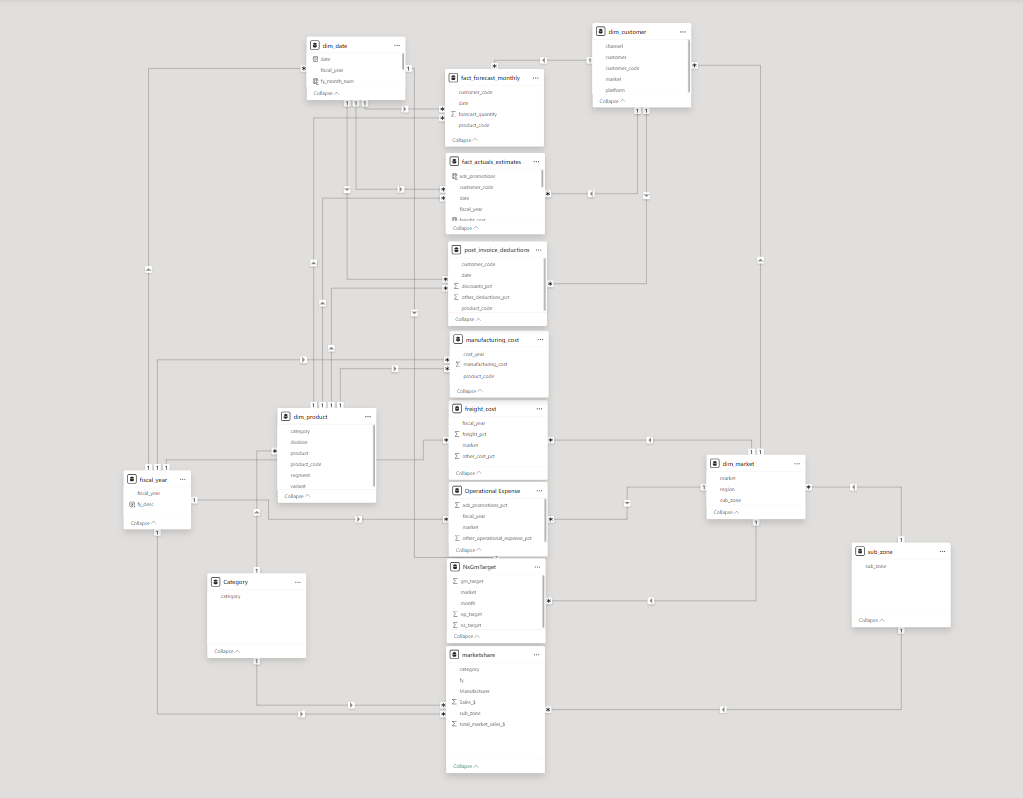 dim_date
date
fiscal_year
fy_month_num
Collapse
dim_customer
channel
customer
customer_code
market
platform
Collapse
fact_forecast_monthly
customer_code
date
forecast_quantity
product_code
Collapse
fact_actuals_estimates
ads_promotions
customer_code
date
fiscal_year
freight_cost
Collapse
post_invoice_deductions
customer_code
date
discounts_pct
other_deductions_pct
product_code
Collapse
manufacturing_cost
cost_year
manufacturing_cost
product_code
Collapse
dim_product
category
division
product
product_code
segment
variant
Collapse
freight_cost
fiscal_year
freight_pct
market
other_cost_pct
Collapse
dim_market
market
region
sub_zone
Collapse
fiscal_year
fiscal_year
fy_desc
Collapse
Operational Expense
ads_promotions_pct
fiscal_year
market
other_operational_expense_pct
Collapse
sub_zone
sub_zone
Collapse
NsGmTarget
gm_target
market
month
np_target
ns_target
Collapse
Category
category
Collapse
marketshare
category
fy
Manufacturer
Sales_$
sub_zone
total_market_sales_$
Collapse